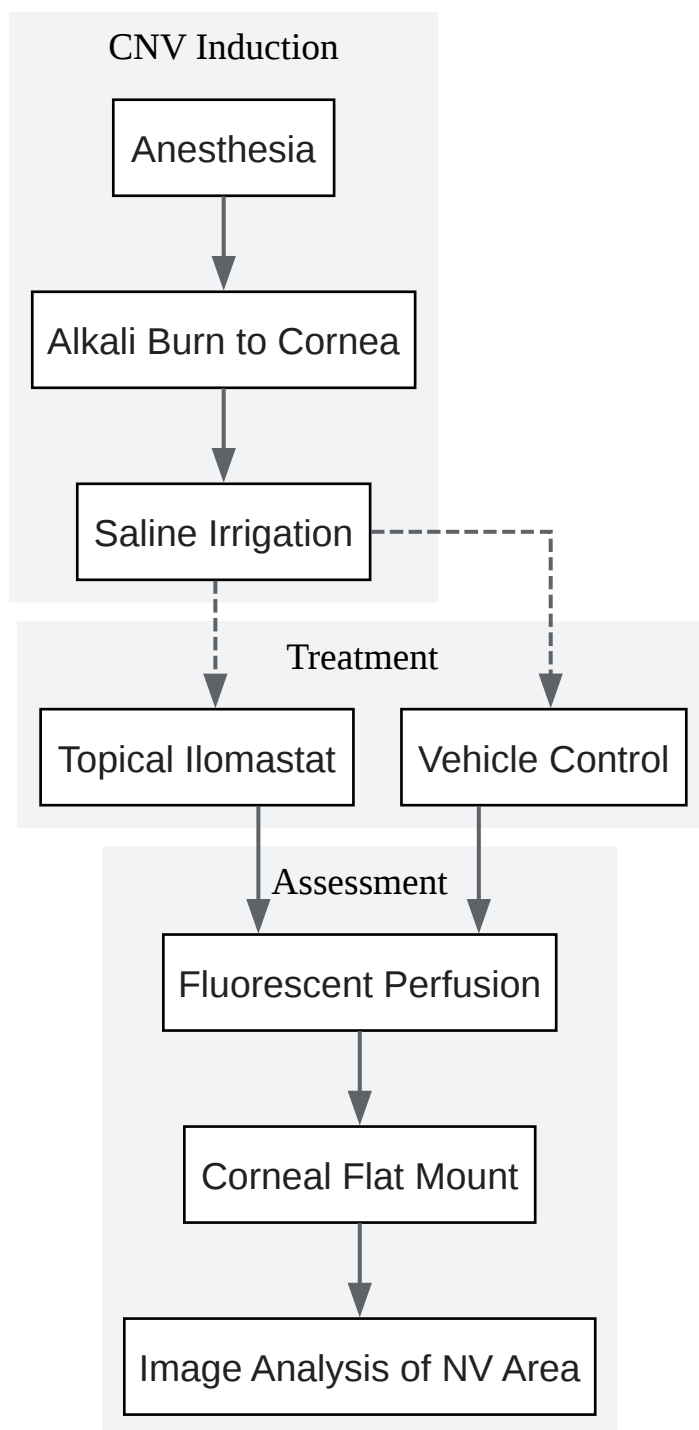 CNV Induction
Anesthesia
Alkali Burn to Cornea
Saline Irrigation
Treatment
Topical Ilomastat
Vehicle Control
Assessment
Fluorescent Perfusion
Corneal Flat Mount
Image Analysis of NV Area